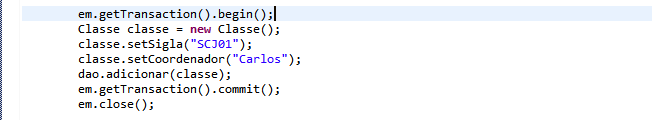 em.getTransaction().begin();
Classe classe = new Classe();
classe.setSigla("SCJ01");
classe.setCoordenador("Carlos");
dao.adicionar(classe);
em.getTransaction().commit();
em.close();